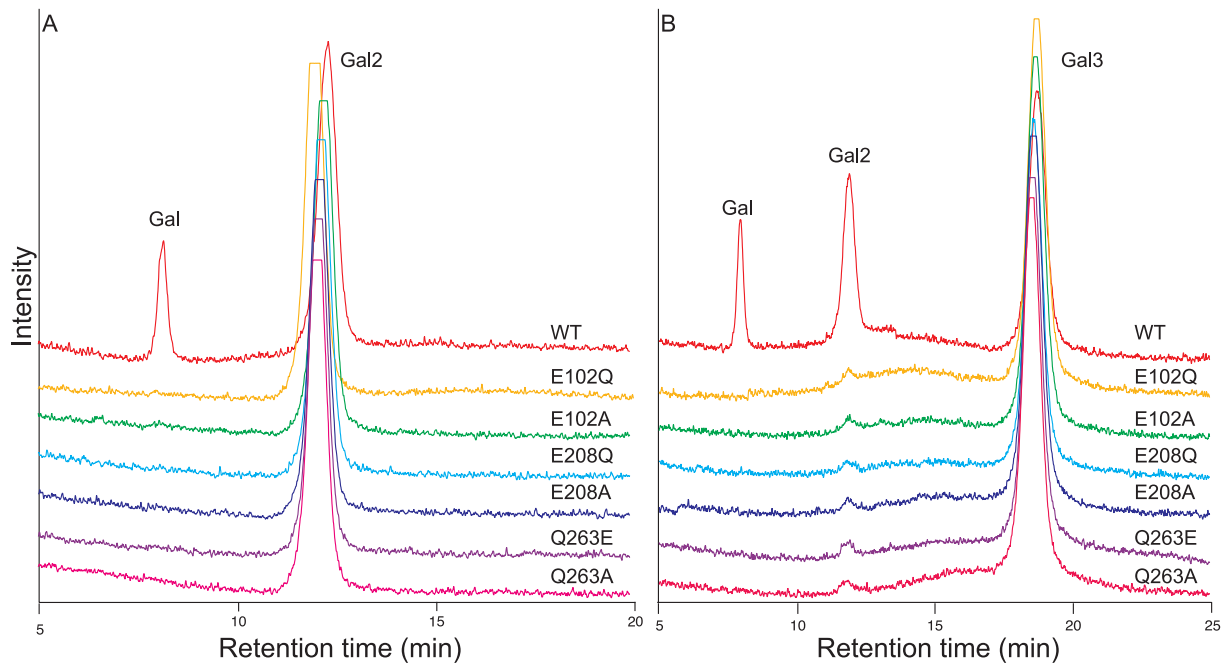 A
Gal
Gal2
WT
E102Q
E102A
E208Q
E208A
Q263E
Q263A
Intensity
5
10
15
20
Retention time (min)
B
Gal
Gal2
Gal3
WT
E102Q
E102A
E208Q
E208A
Q263E
Q263A
5
10
15
20
25
Retention time (min)